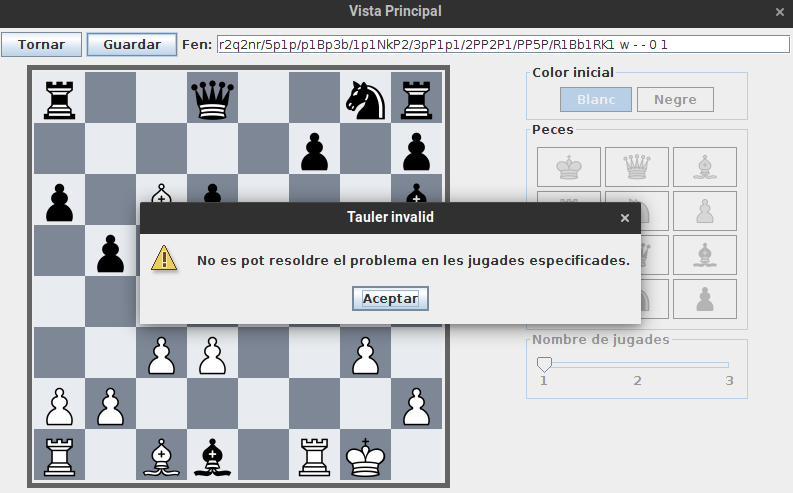 Vista Principal
Tornar Guardar Fen: r2q2nr/5p1p/p1Bp3b/1p1NkP2/3pP1p1/2PP2P1/PP5P/R1Bb1RK1 w - - 0 1
Color inicial
Blanc Negre
Peces
Tauler invalid
No es pot resoldre el problema en les jugades especificades.
Aceptar
Nombre de jugades
1 2 3